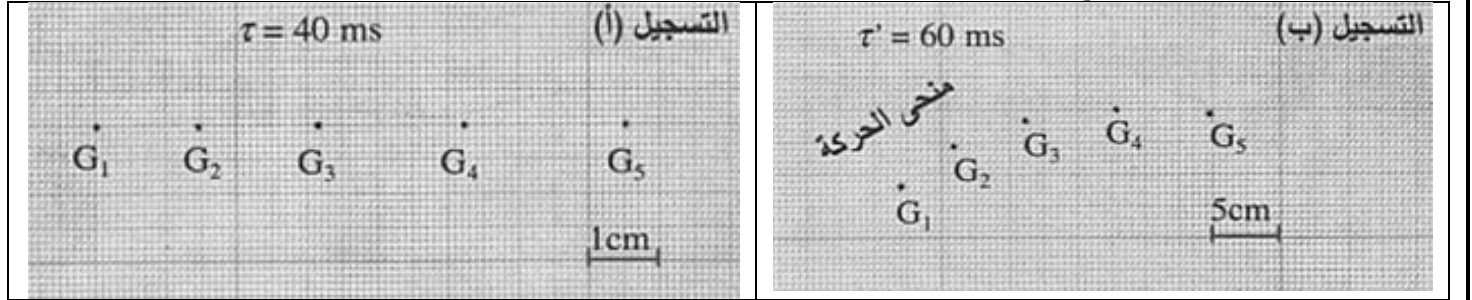 التسجيل (أ)
τ = 40 ms
G₁ G₂ G₃ G₄ G₅
1cm
التسجيل (ب)
τ' = 60 ms
منحى الحركة
G₁ G₂ G₃ G₄ G₅
5cm